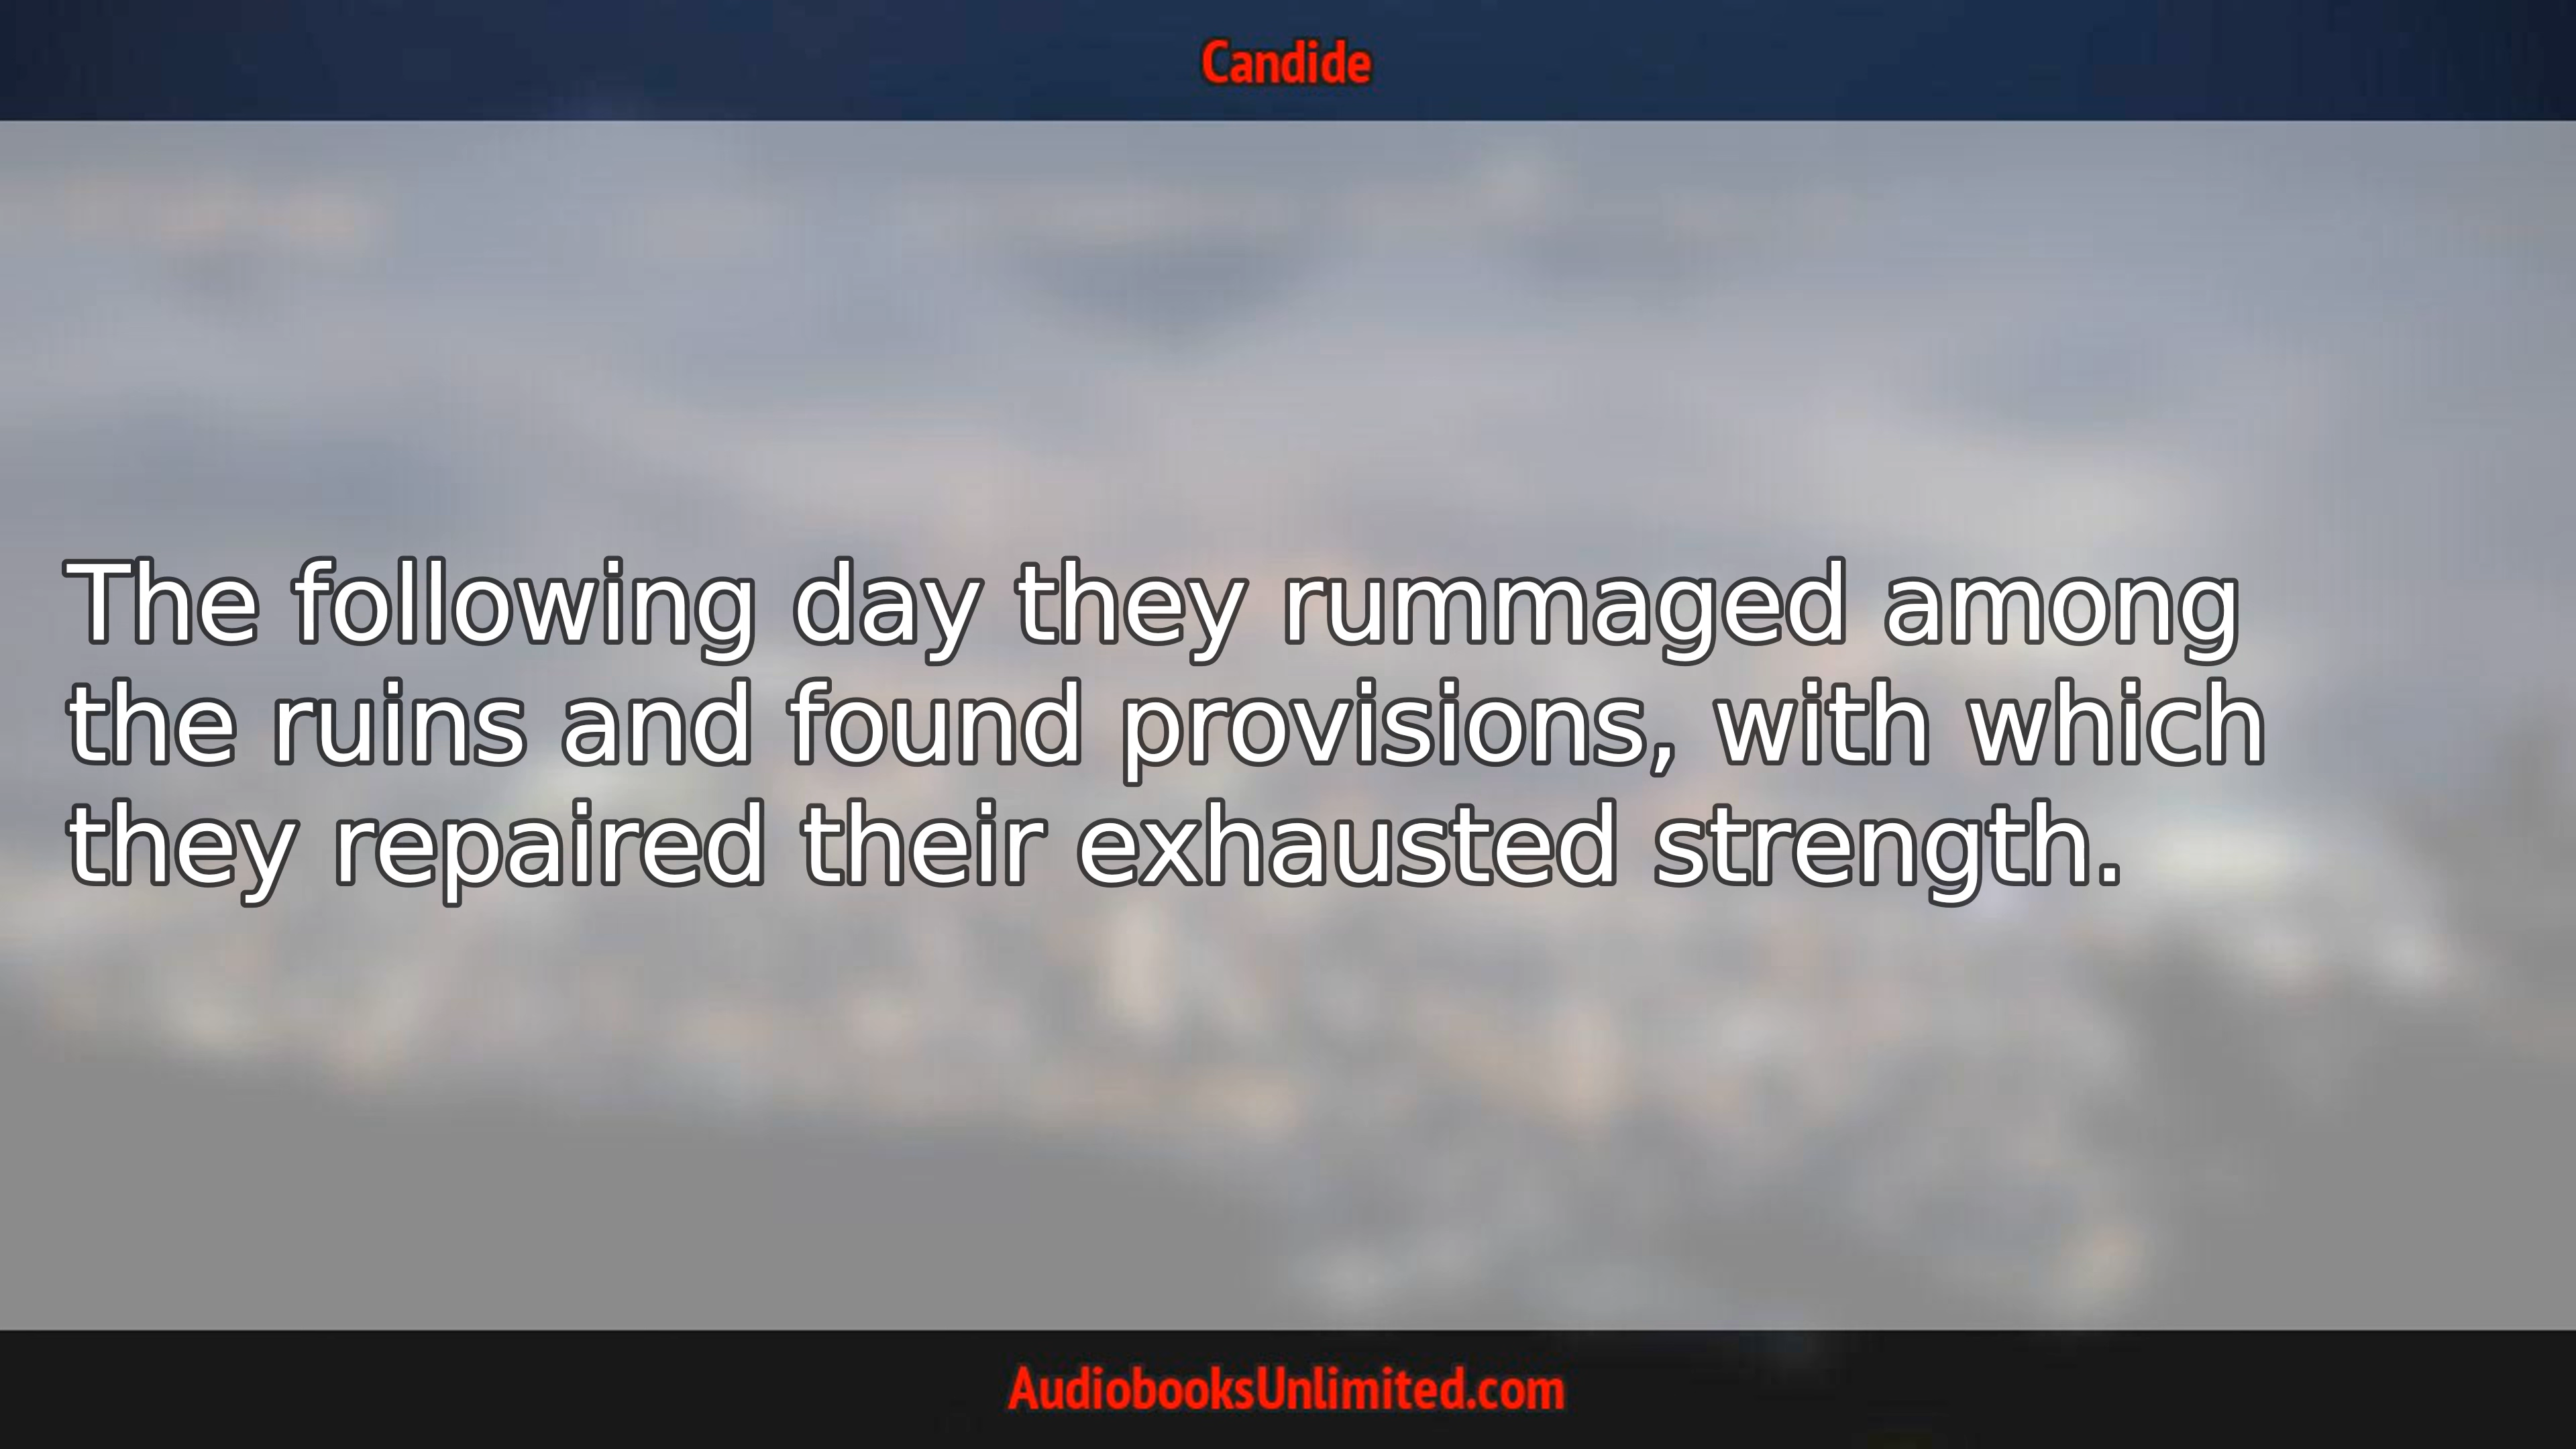 Candide
The following day they rummaged among
the ruins and found provisions, with which
they repaired their exhausted strength.
AudiobooksUnlimited.com